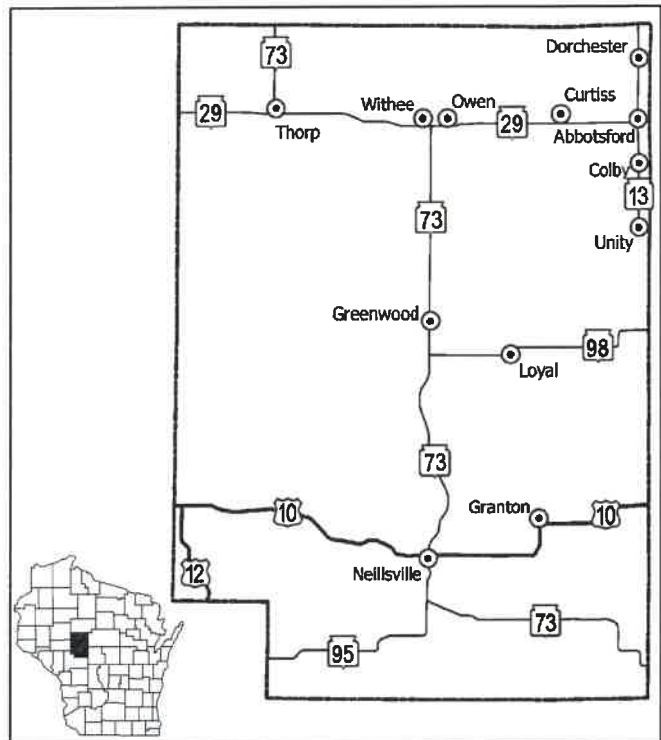 Dorchester
73
Withee
Owen
Curtiss
29
Thorp
29
Abbotsford
Colby
13
73
Unity
Greenwood
98
Loyal
73
Granton
10
10
12
Neillsville
73
95